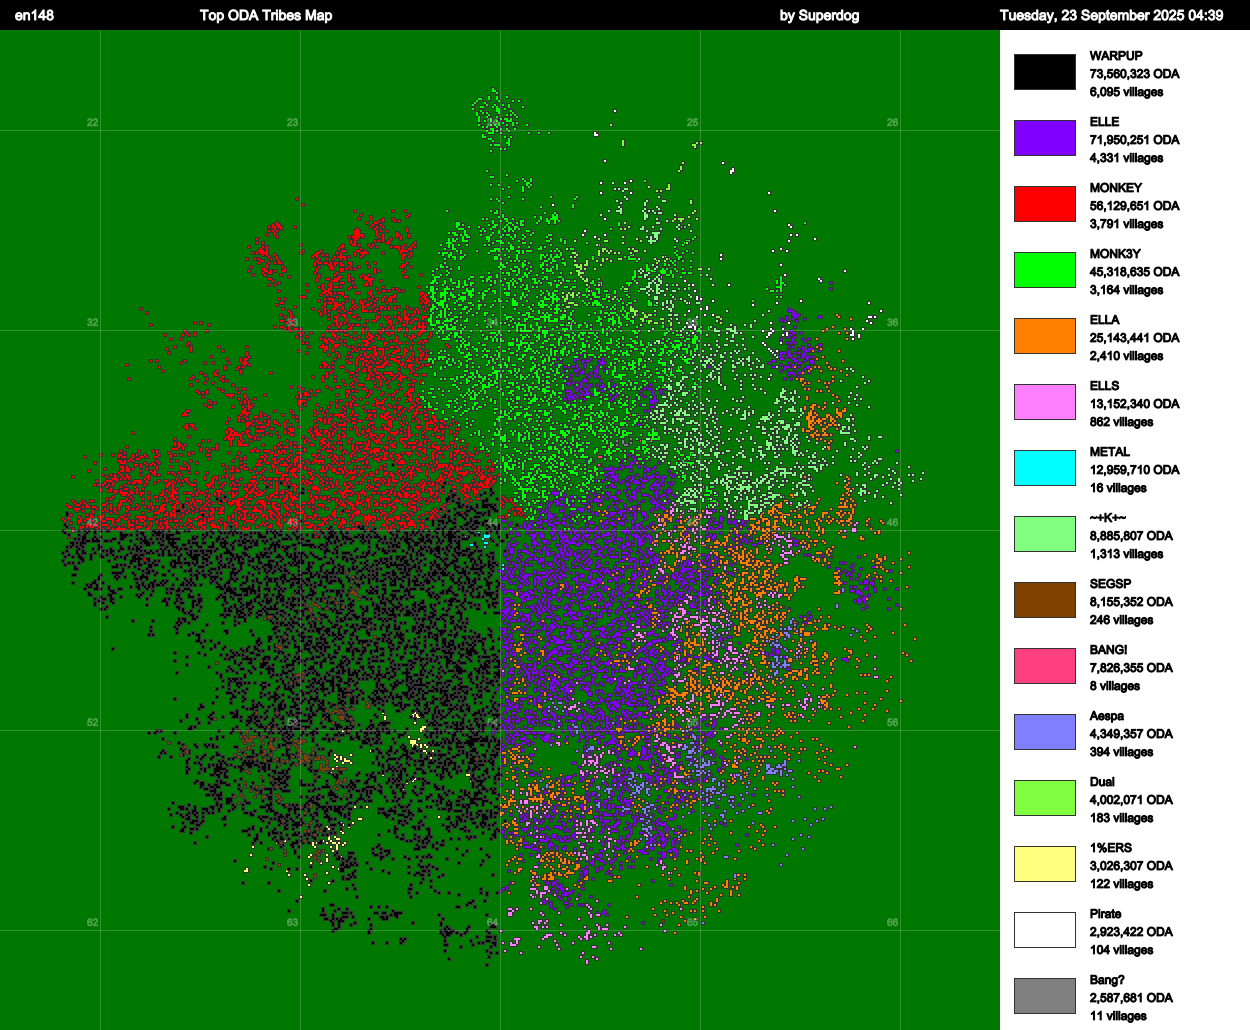 en148 Top ODA Tribes Map by Superdog Tuesday, 23 September 2025 04:39
WARPUP
73,560,323 ODA
6,095 villages
ELLE
71,950,251 ODA
4,331 villages
MONKEY
56,129,651 ODA
3,791 villages
MONK3Y
45,318,635 ODA
3,164 villages
ELLA
25,143,441 ODA
2,410 villages
ELLS
13,152,340 ODA
862 villages
METAL
12,959,710 ODA
16 villages
~+K+~
8,885,807 ODA
1,313 villages
SEGSP
8,155,352 ODA
246 villages
BANG!
7,826,355 ODA
8 villages
Aespa
4,349,357 ODA
394 villages
Dual
4,002,071 ODA
183 villages
1%ERS
3,026,307 ODA
122 villages
Pirate
2,923,422 ODA
104 villages
Bang?
2,587,681 ODA
11 villages
22 23 25 26
32 33 34 36
42 43 44 46
52 53 54 56
62 63 64 65 66